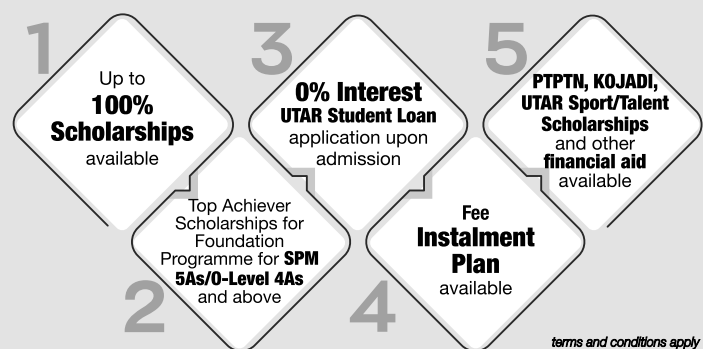 1
Up to
100%
Scholarships
available
2
Top Achiever
Scholarships for
Foundation
Programme for SPM
5As/O-Level 4As
and above
3
0% Interest
UTAR Student Loan
application upon
admission
4
Fee
Instalment
Plan
available
5
PTPTN, KOJADI,
UTAR Sport/Talent
Scholarships
and other
financial aid
available
terms and conditions apply